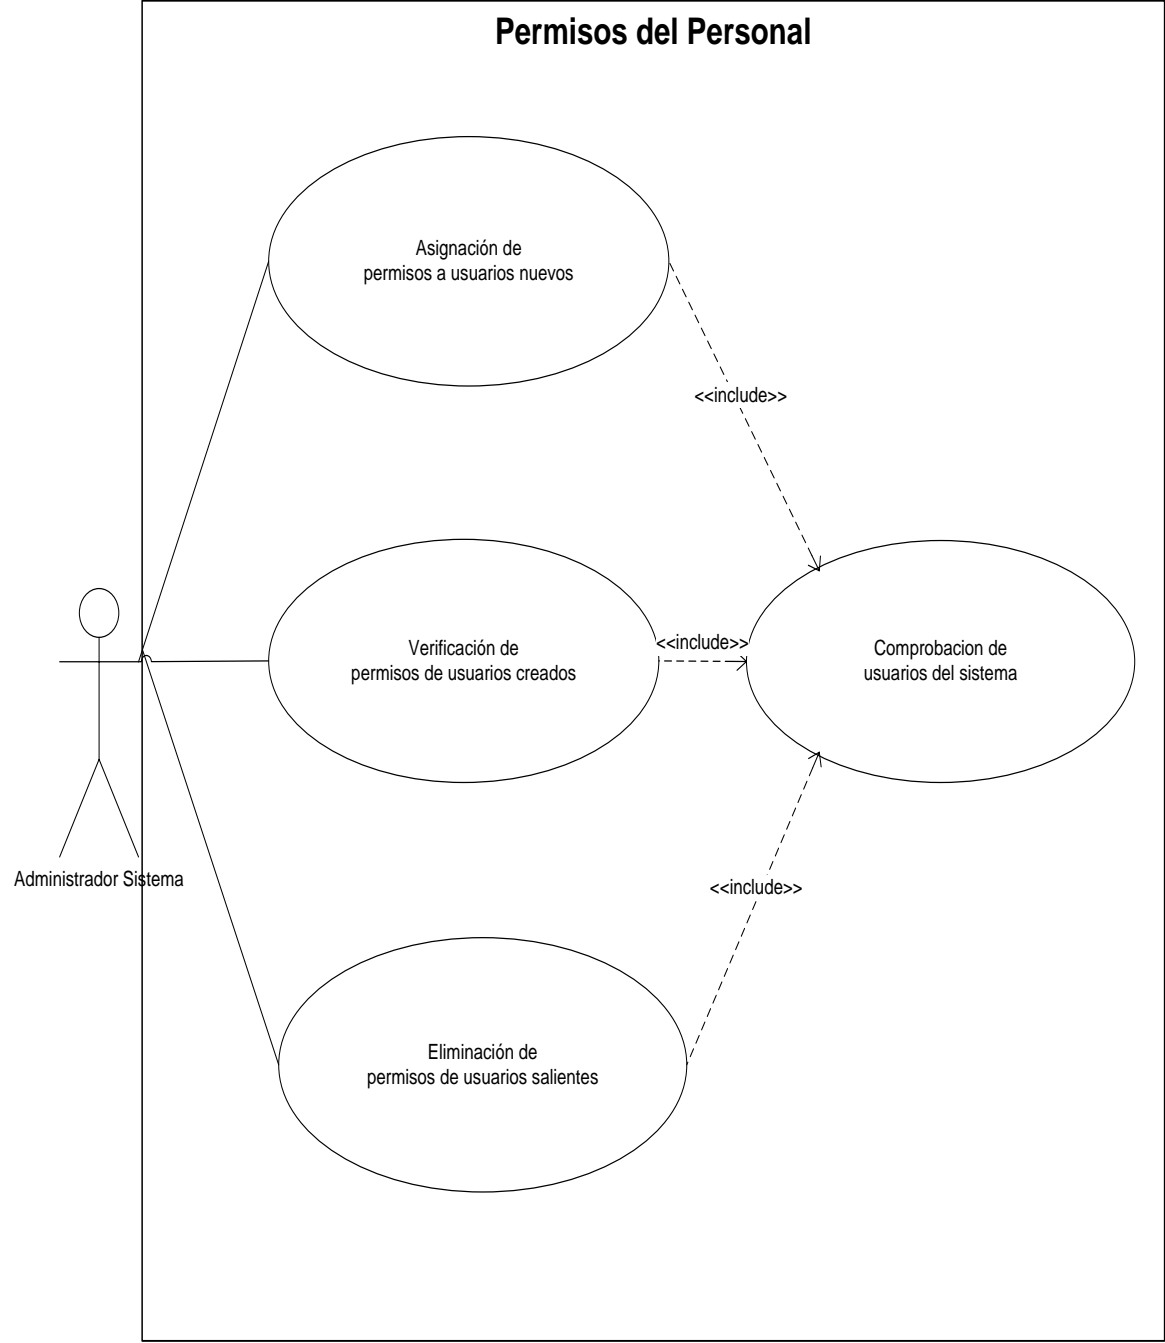 Permisos del Personal
Asignación de
permisos a usuarios nuevos
<<include>>
<<include>>
Verificación de
permisos de usuarios creados
Comprobacion de
usuarios del sistema
Administrador Sistema
<<include>>
Eliminación de
permisos de usuarios salientes